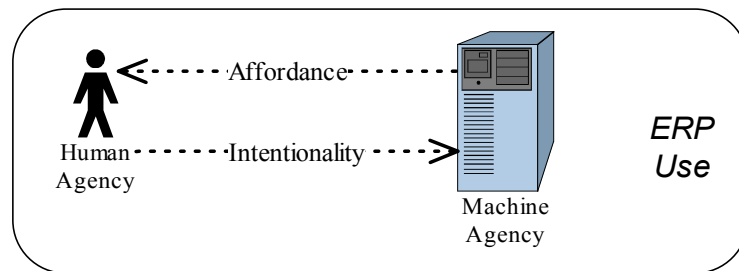 Affordance
Human
Agency
Intentionality
Machine
Agency
ERP
Use